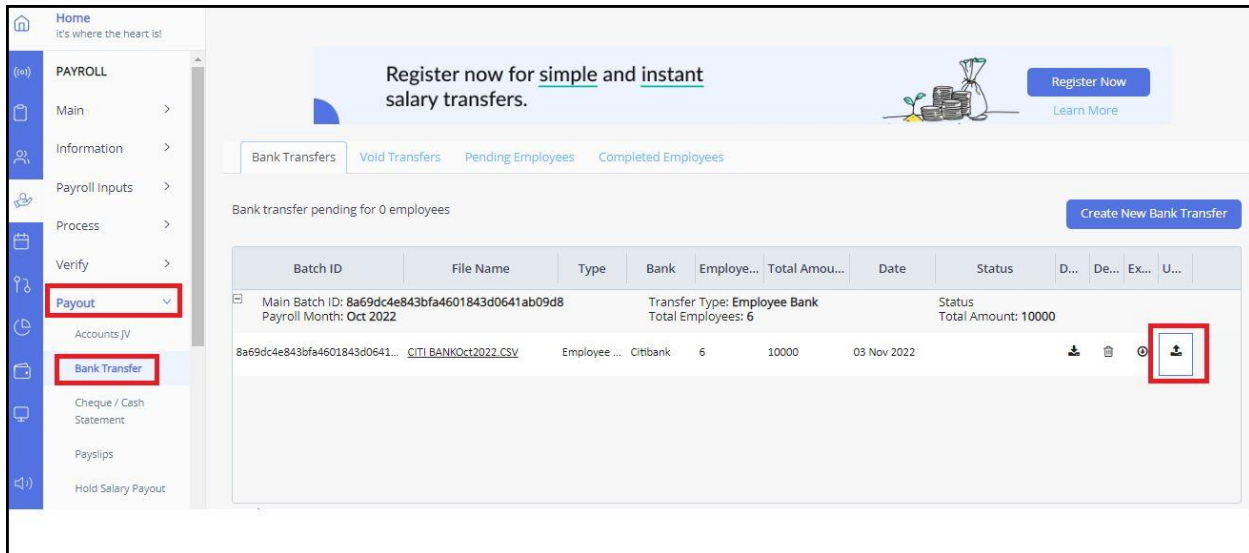 Home
it's where the heart is!
PAYROLL
Main
Information
Payroll Inputs
Process
Verify
Payout
Accounts JV
Bank Transfer
Cheque / Cash
Statement
Payslips
Hold Salary Payout
Register now for simple and instant
salary transfers.
Register Now
Learn More
Bank Transfers Void Transfers Pending Employees Completed Employees
Bank transfer pending for 0 employees
Create New Bank Transfer
Batch ID File Name Type Bank Employe... Total Amou... Date Status D... De... Ex... U...
Main Batch ID: 8a69dc4e843bfa4601843d0641ab09d8 Transfer Type: Employee Bank Status
Payroll Month: Oct 2022 Total Employees: 6 Total Amount: 10000
8a69dc4e843bfa4601843d0641... CITI BANKOct2022.CSV Employee ... Citibank 6 10000 03 Nov 2022